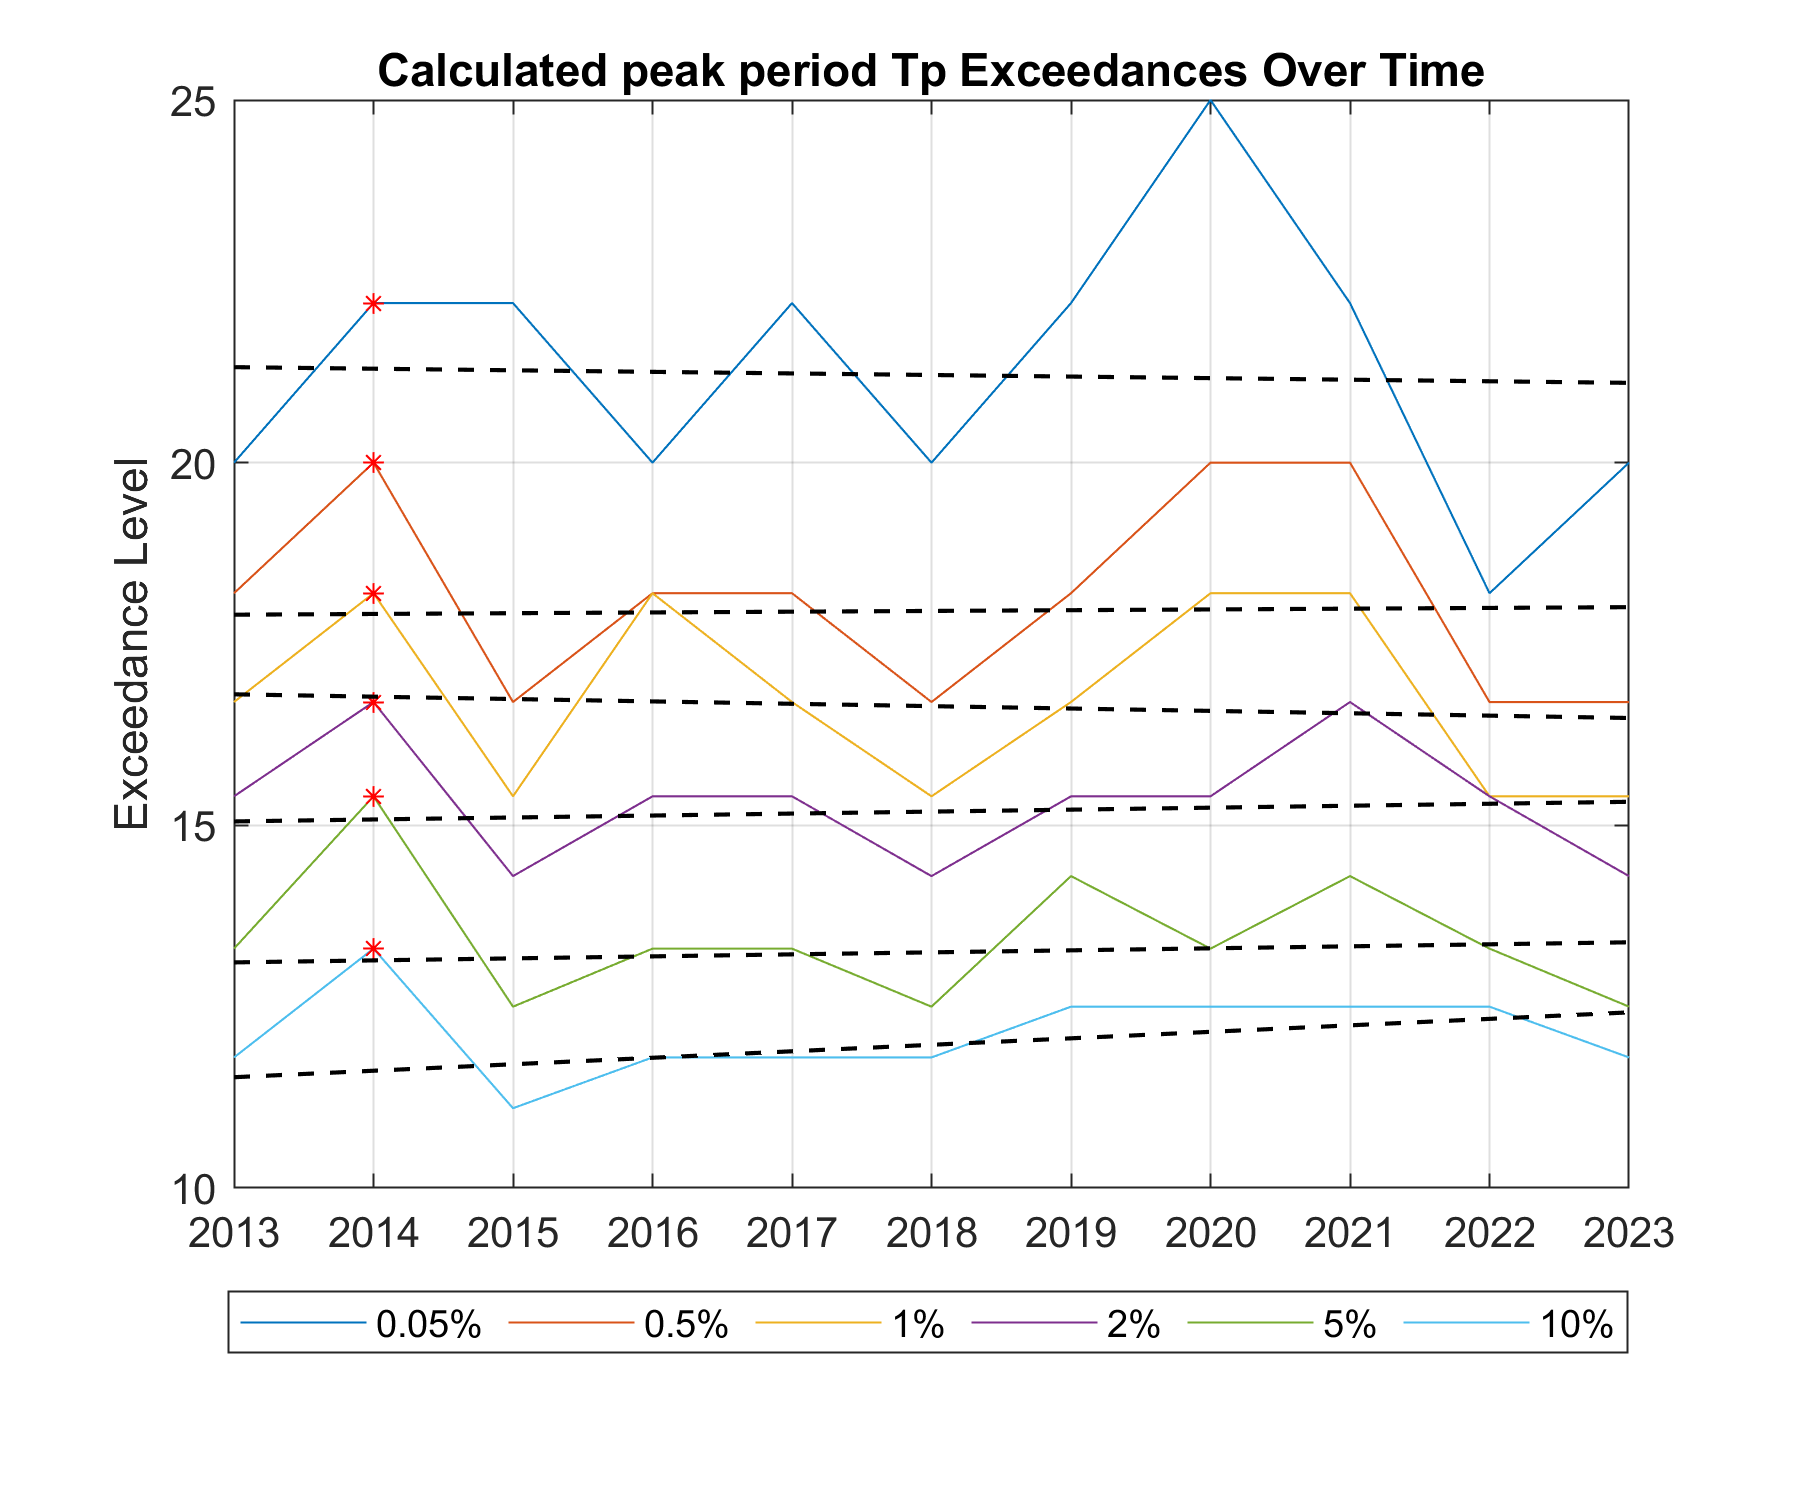 Calculated peak period Tp Exceedances Over Time
Exceedance Level
25
20
15
10
2013 2014 2015 2016 2017 2018 2019 2020 2021 2022 2023
0.05% 0.5% 1% 2% 5% 10%